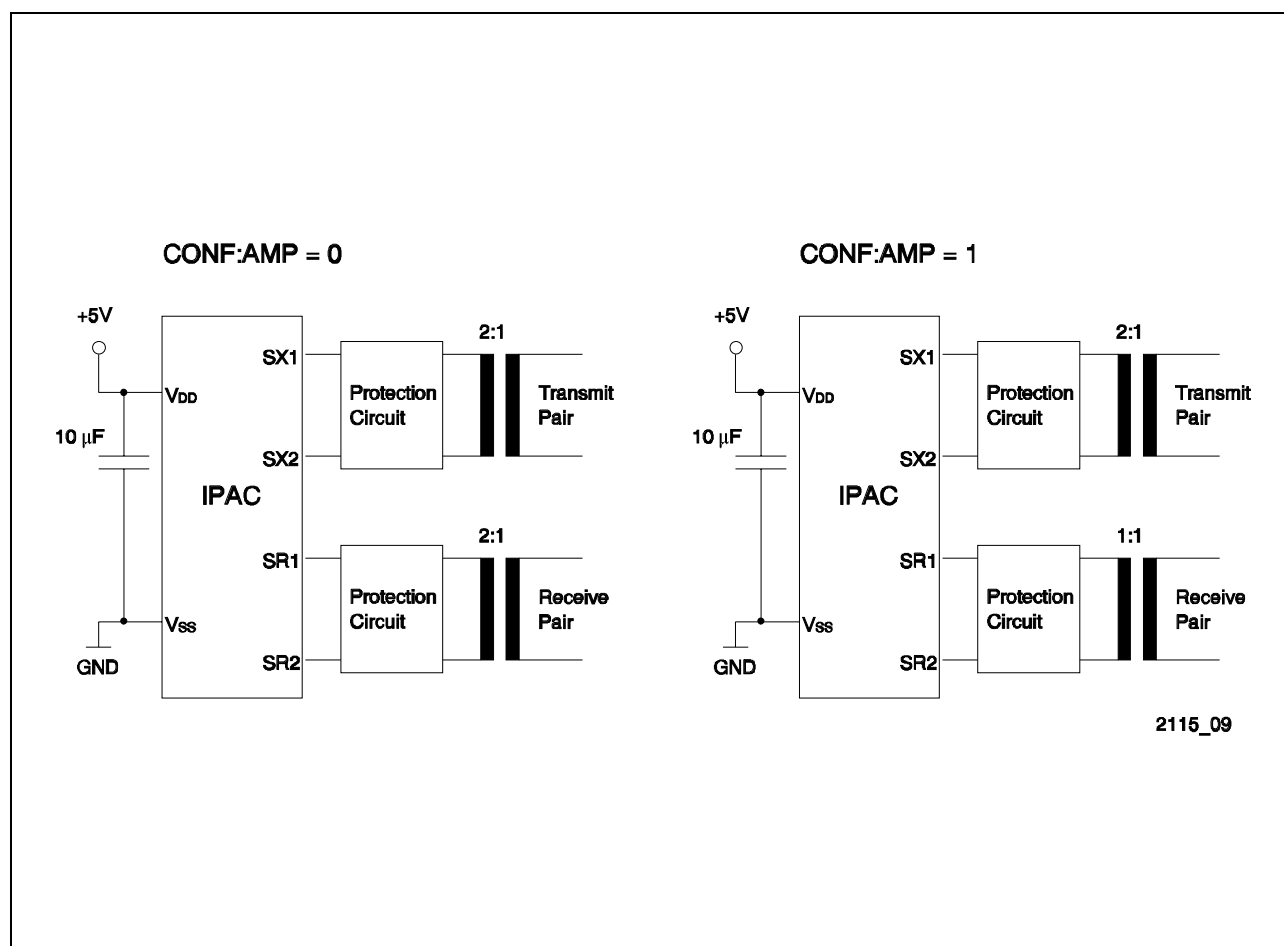 CONF:AMP = 0
+5V
2:1
SX1
VDD
Protection
Circuit
Transmit
Pair
10 µF
SX2
IPAC
2:1
SR1
Protection
Circuit
Receive
Pair
VSS
GND
SR2
CONF:AMP = 1
+5V
2:1
SX1
VDD
Protection
Circuit
Transmit
Pair
10 µF
SX2
IPAC
1:1
SR1
Protection
Circuit
Receive
Pair
VSS
GND
SR2
2115_09